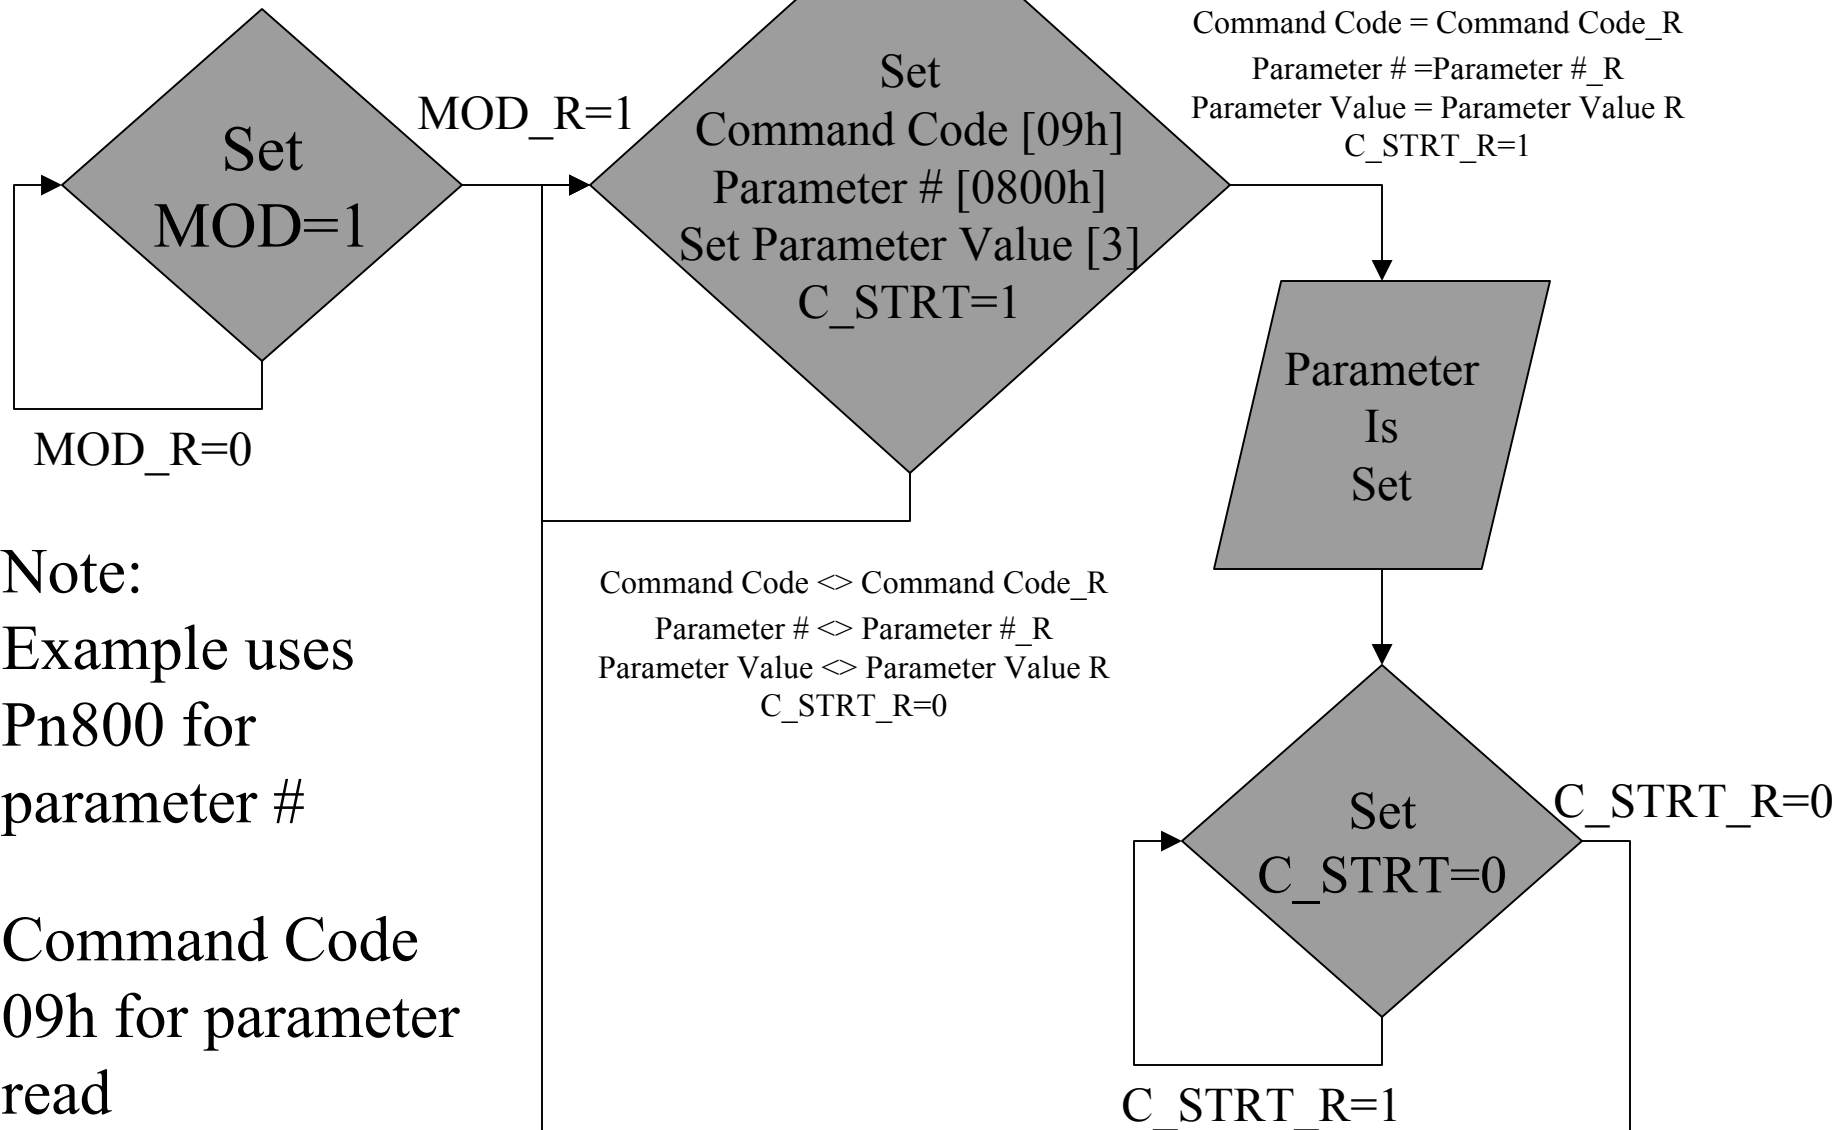 Set
MOD=1
MOD_R=1
MOD_R=0
Set
Command Code [09h]
Parameter # [0800h]
Set Parameter Value [3]
C_STRT=1
Command Code = Command Code_R
Parameter # =Parameter #_R
Parameter Value = Parameter Value R
C_STRT_R=1
Parameter
Is
Set
Command Code <> Command Code_R
Parameter # <> Parameter #_R
Parameter Value <> Parameter Value R
C_STRT_R=0
Note:
Example uses
Pn800 for
parameter #
Command Code
09h for parameter
read
Set
C_STRT=0
C_STRT_R=0
C_STRT_R=1